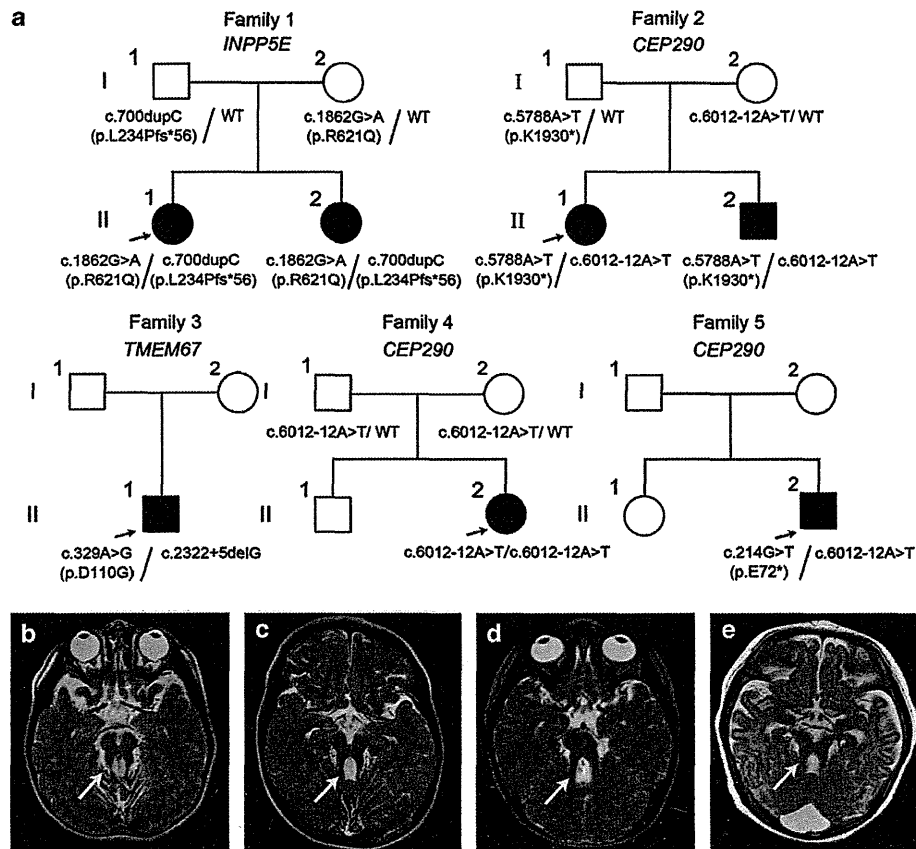 a
Family 1
INPP5E
Family 2
CEP290
1
2
1
2
I
I
c.700dupC
(p.L234Pfs*56) / WT
c.1862G>A
(p.R621Q) / WT
c.5788A>T
(p.K1930*) / WT
c.6012-12A>T/ WT
1
2
1
2
II
II
c.1862G>A
(p.R621Q) / c.700dupC
(p.L234Pfs*56)
c.1862G>A
(p.R621Q) / c.700dupC
(p.L234Pfs*56)
c.5788A>T
(p.K1930*) / c.6012-12A>T
c.5788A>T
(p.K1930*) / c.6012-12A>T
Family 3
TMEM67
Family 4
CEP290
Family 5
CEP290
1
2
1
2
1
2
I
I
I
c.6012-12A>T/ WT
c.6012-12A>T/ WT
1
1
2
1
2
II
II
II
c.329A>G
(p.D110G) / c.2322+5delG
c.6012-12A>T/c.6012-12A>T
c.214G>T
(p.E72*) / c.6012-12A>T
b
c
d
e